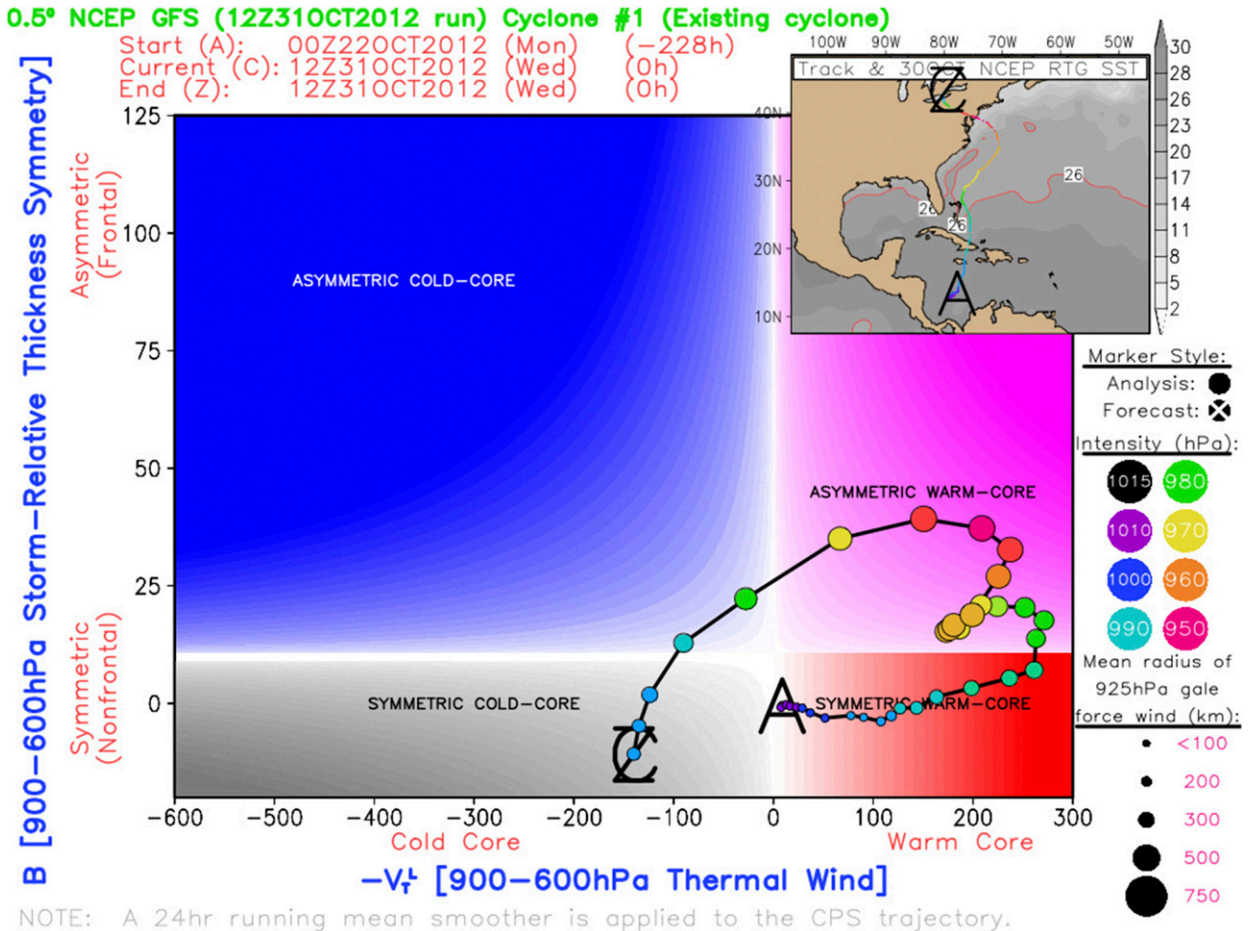 0.5° NCEP GFS (12Z31OCT2012 run) Cyclone #1 (Existing cyclone)
Start (A): 00Z22OCT2012 (Mon) (−228h)
Current (C): 12Z31OCT2012 (Wed) (0h)
End (Z): 12Z31OCT2012 (Wed) (0h)
100W 90W 80W 70W 60W 50W
Track & 30OCT NCEP RTG SST
40N
30N
20N
10N
26
26
26
A
C
Z
30
28
26
23
20
17
14
11
8
5
2
B [900−600hPa Storm−Relative Thickness Symmetry]
Asymmetric
(Frontal)
Symmetric
(Nonfrontal)
125
100
75
50
25
0
ASYMMETRIC COLD−CORE
ASYMMETRIC WARM−CORE
SYMMETRIC COLD−CORE
SYMMETRIC WARM−CORE
A
C
Z
−600 −500 −400 −300 −200 −100 0 100 200 300
Cold Core
Warm Core
−V_T^L [900−600hPa Thermal Wind]
NOTE: A 24hr running mean smoother is applied to the CPS trajectory.
Marker Style:
Analysis:
Forecast:
Intensity (hPa):
1015 980
1010 970
1000 960
990 950
Mean radius of
925hPa gale
force wind (km):
<100
200
300
500
750